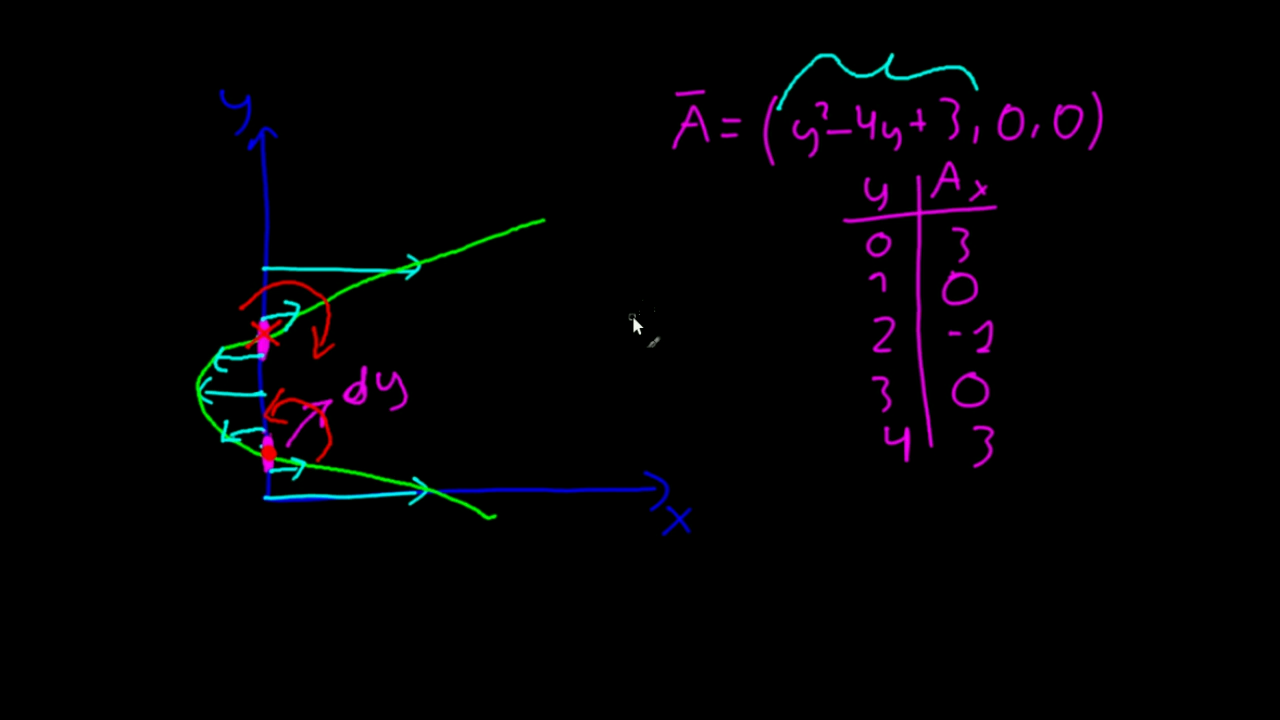 y
Ā = (y²-4y+3, 0, 0)
y Aₓ
0 3
1 0
2 -1
3 0
4 3
dy
x